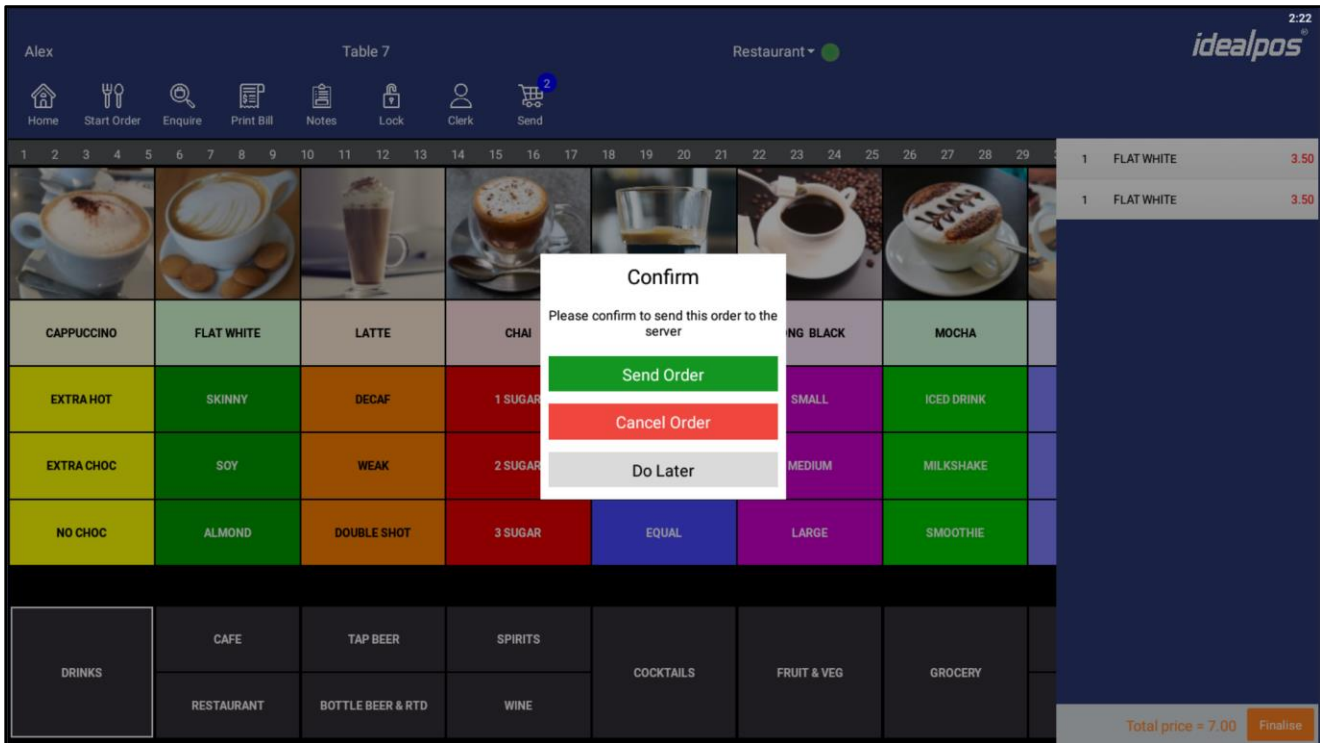 2:22
Alex
Table 7
Restaurant
idealpos®
2
Home
Start Order
Enquire
Print Bill
Notes
Lock
Clerk
Send
1 2 3 4 5 6 7 8 9 10 11 12 13 14 15 16 17 18 19 20 21 22 23 24 25 26 27 28 29
1 FLAT WHITE 3.50
1 FLAT WHITE 3.50
Confirm
Please confirm to send this order to the
server
Send Order
Cancel Order
Do Later
CAPPUCCINO
FLAT WHITE
LATTE
CHAI
BLACK
MOCHA
EXTRA HOT
SKINNY
DECAF
1 SUGAR
SMALL
ICED DRINK
EXTRA CHOC
SOY
WEAK
2 SUGAR
MEDIUM
MILKSHAKE
NO CHOC
ALMOND
DOUBLE SHOT
3 SUGAR
EQUAL
LARGE
SMOOTHIE
DRINKS
CAFE
TAP BEER
SPIRITS
COCKTAILS
FRUIT & VEG
GROCERY
RESTAURANT
BOTTLE BEER & RTD
WINE
Total price = 7.00
Finalise